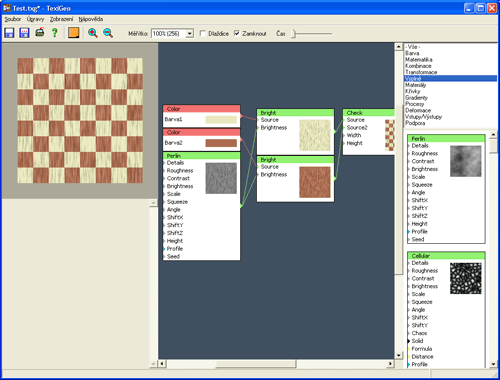 Test.txg* - TexlGen
Soubor Úpravy Zobrazení Nápověda
Měřítko: 100% (256) Dlaždice Zamknout Čas
- Vše -
Barva
Matematika
Kombinace
Transformace
Výplně
Materiály
Křivky
Gradienty
Procesy
Deformace
Vstupy/Výstupy
Podpora
Color
Barva1
Color
Barva2
Perlin
Details
Roughness
Contrast
Brightness
Scale
Squeeze
Angle
ShiftX
ShiftY
ShiftZ
Height
Profile
Seed
Bright
Source
Brightness
Bright
Source
Brightness
Check
Source
Source2
Width
Height
Perlin
Details
Roughness
Contrast
Brightness
Scale
Squeeze
Angle
ShiftX
ShiftY
ShiftZ
Height
Profile
Seed
Cellular
Details
Roughness
Contrast
Brightness
Scale
Squeeze
Angle
ShiftX
ShiftY
Chaos
Solid
Formula
Distance
Profile